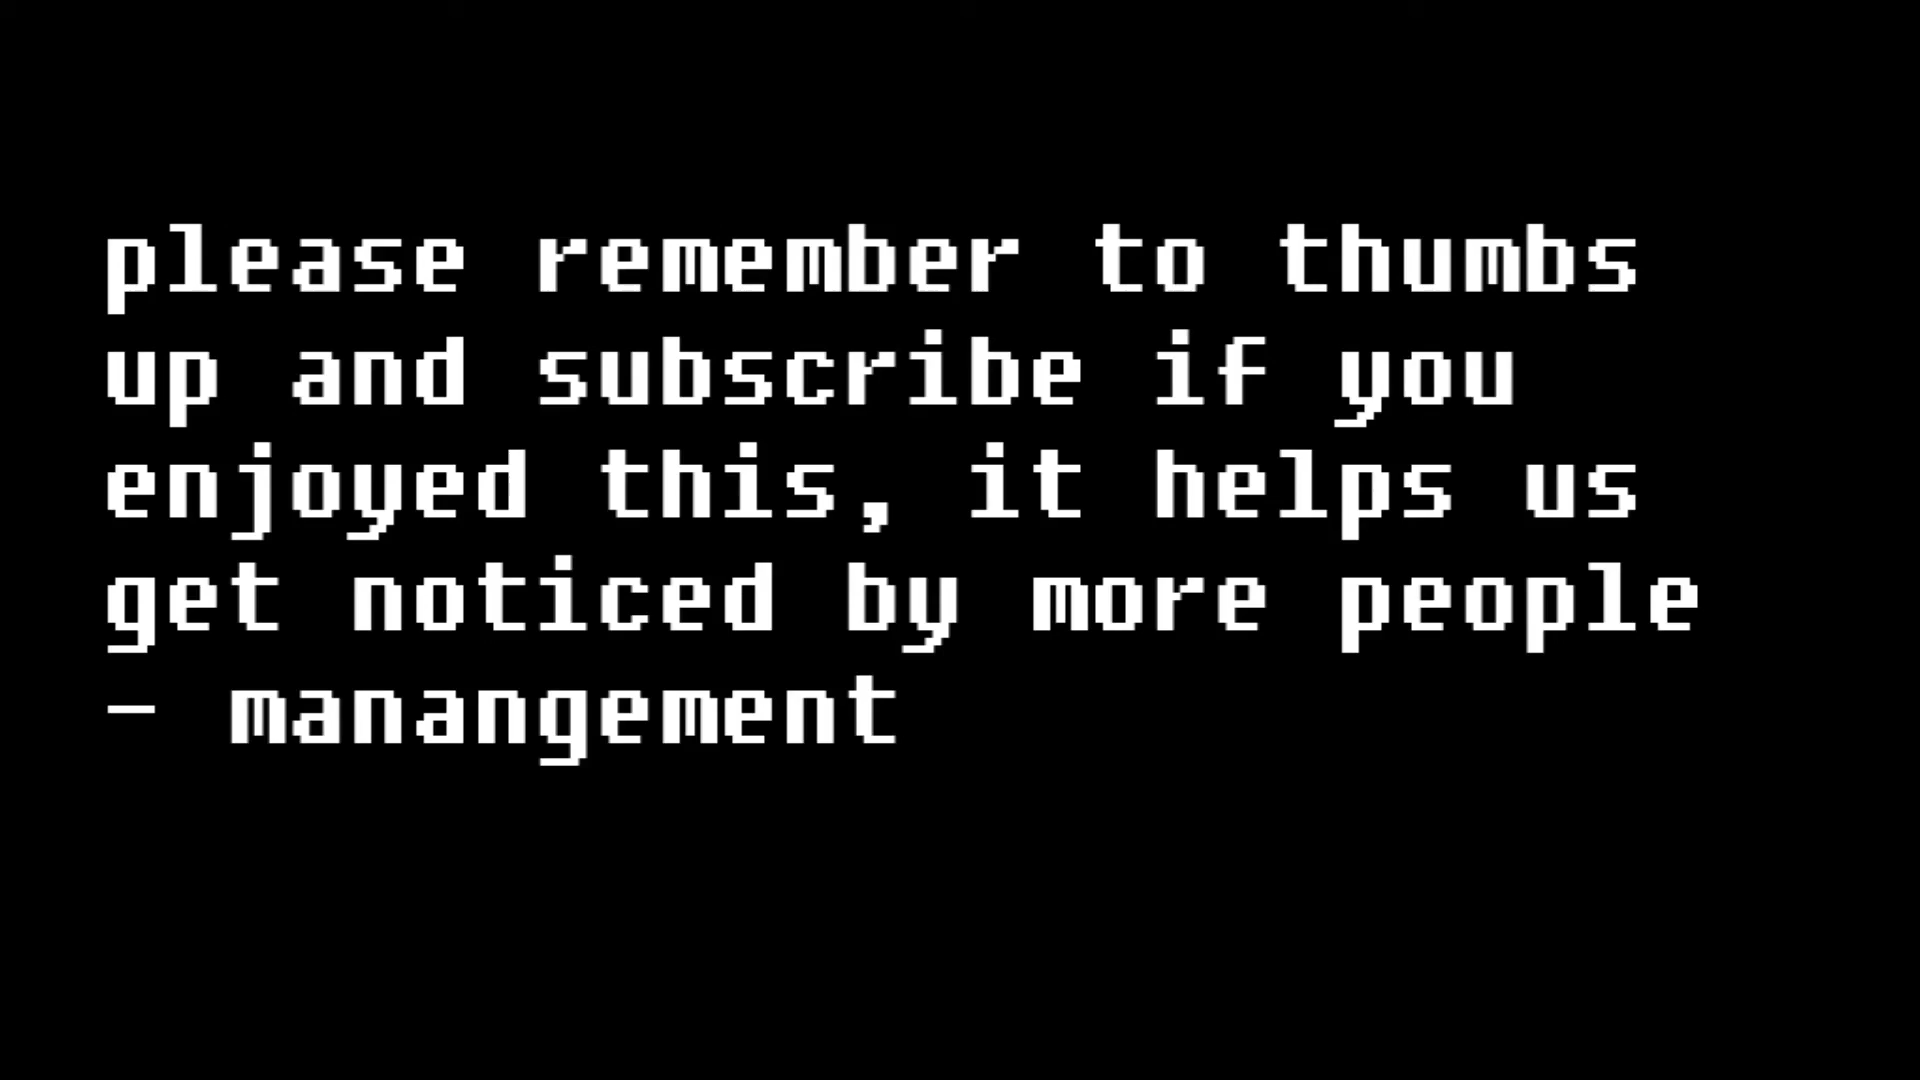 please remember to thumbs
up and subscribe if you
enjoyed this, it helps us
get noticed by more people
- manangement